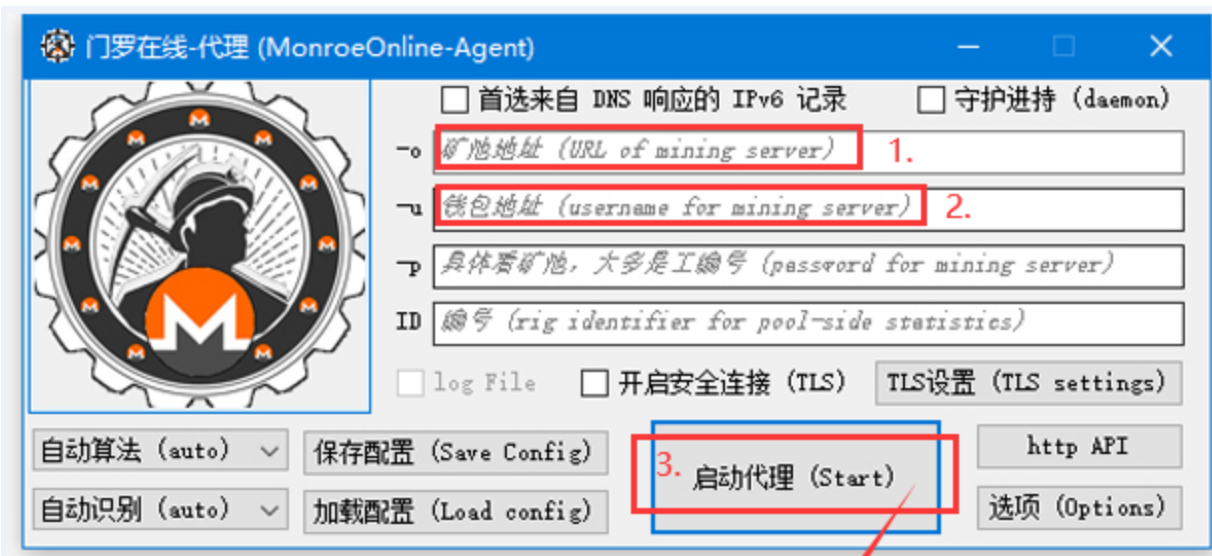 门罗在线-代理 (MonroeOnline-Agent)
首选来自 DNS 响应的 IPv6 记录 守护进持 (daemon)
-o 矿池地址 (URL of mining server) 1.
-u 钱包地址 (username for mining server) 2.
-p 具体看矿池，大多是工编号 (password for mining server)
ID 编号 (rig identifier for pool-side statistics)
log File 开启安全连接 (TLS) TLS设置 (TLS settings)
自动算法 (auto) 保存配置 (Save Config) 3. 启动代理 (Start) http API
自动识别 (auto) 加载配置 (Load config) 选项 (Options)